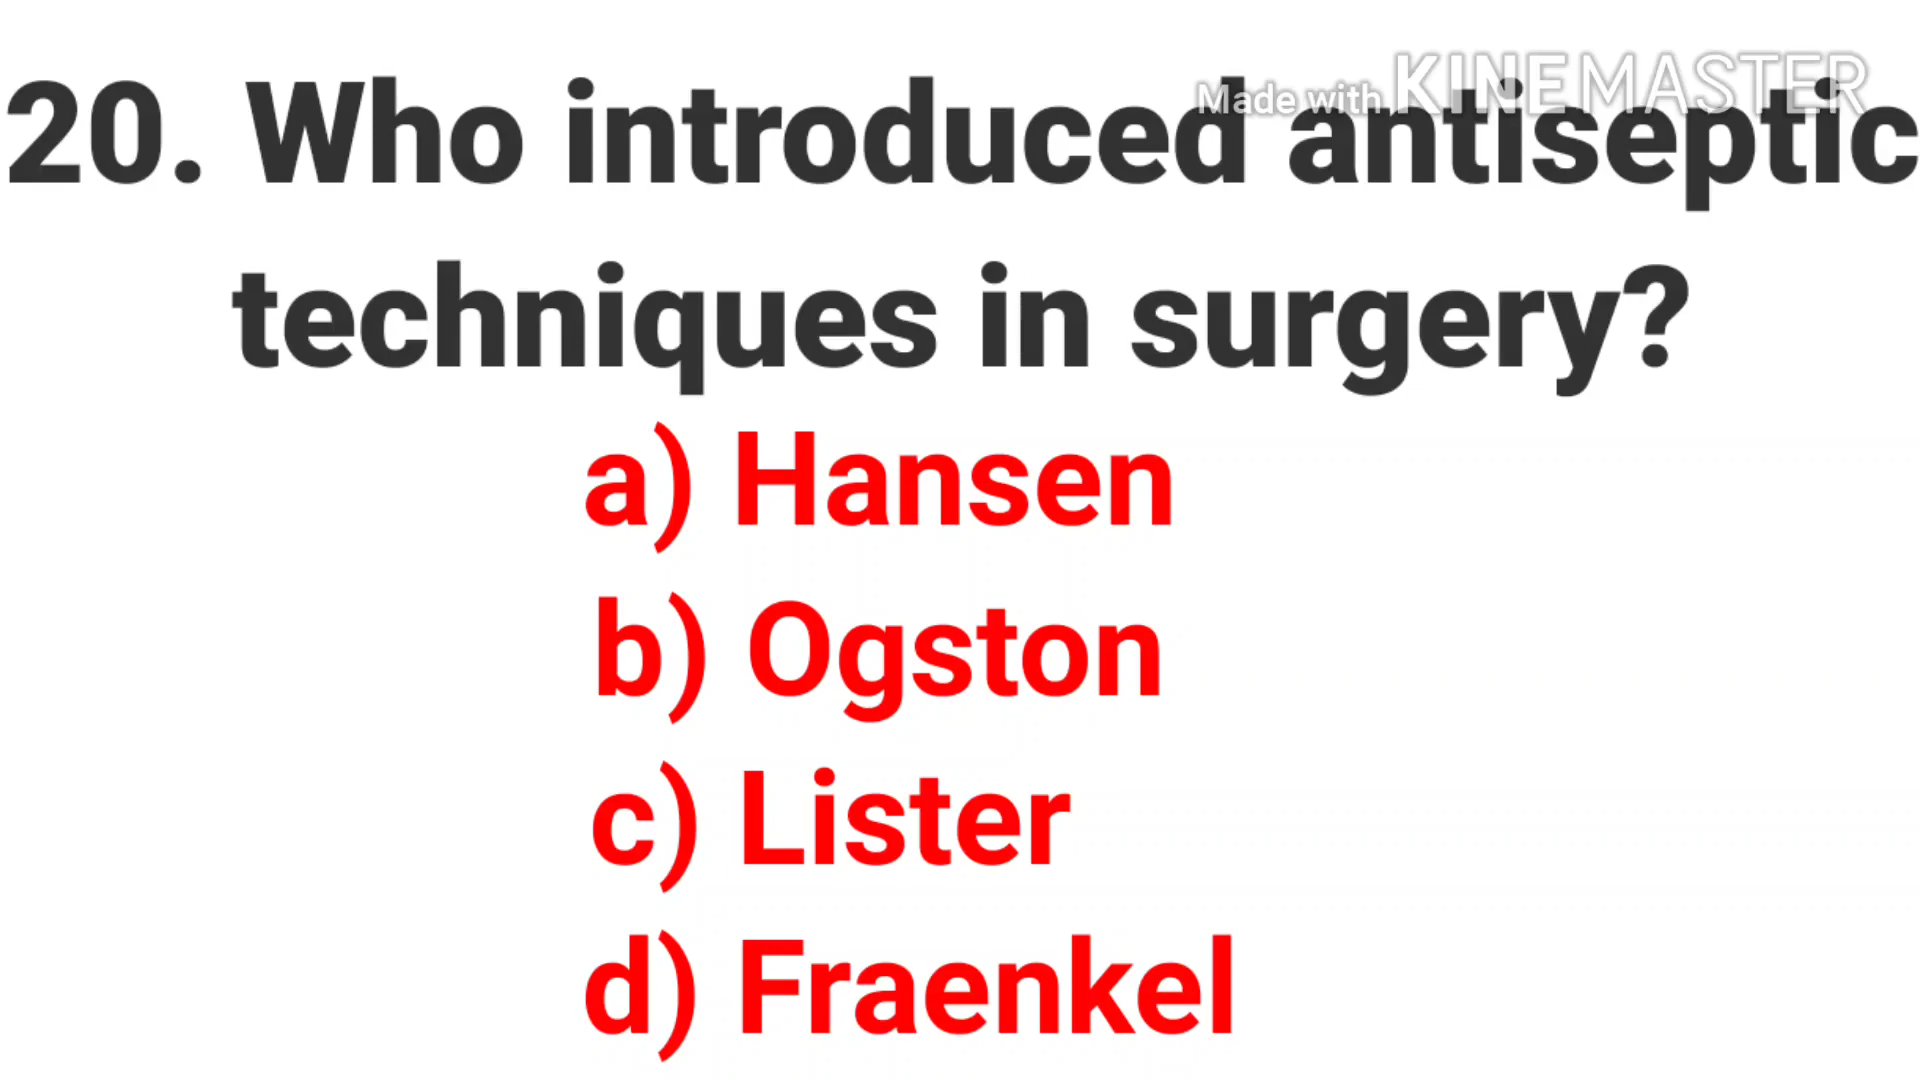 Made with KINEMASTER
20. Who introduced antiseptic
techniques in surgery?
a) Hansen
b) Ogston
c) Lister
d) Fraenkel